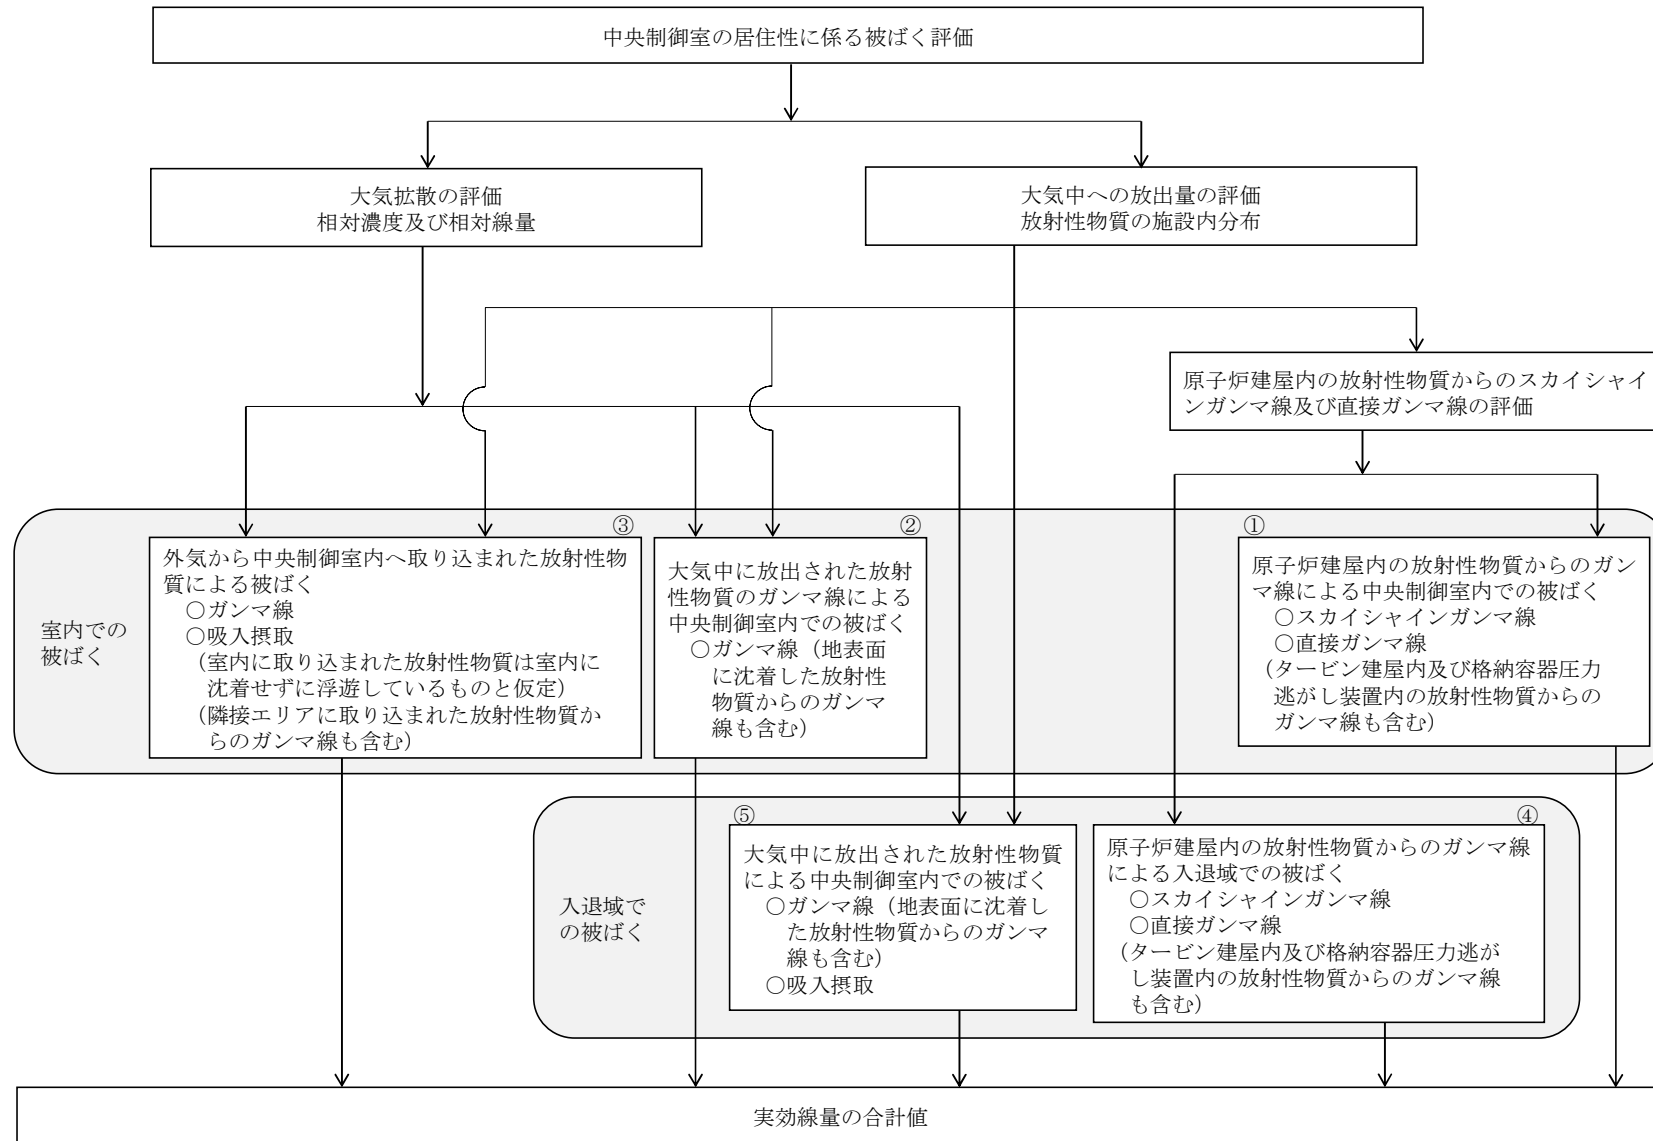 中央制御室の居住性に係る被ばく評価
大気拡散の評価
相対濃度及び相対線量
大気中への放出量の評価
放射性物質の施設内分布
原子炉建屋内の放射性物質からのスカイシャイ
ンガンマ線及び直接ガンマ線の評価
室内での
被ばく
③
外気から中央制御室内へ取り込まれた放射性物
質による被ばく
○ガンマ線
○吸入摂取
（室内に取り込まれた放射性物質は室内に
沈着せずに浮遊しているものと仮定）
（隣接エリアに取り込まれた放射性物質か
らのガンマ線も含む）
②
大気中に放出された放射
性物質のガンマ線による
中央制御室内での被ばく
○ガンマ線（地表面
に沈着した放射性
物質からのガンマ
線も含む）
①
原子炉建屋内の放射性物質からのガン
マ線による中央制御室内での被ばく
○スカイシャインガンマ線
○直接ガンマ線
（タービン建屋内及び格納容器圧力
逃がし装置内の放射性物質からの
ガンマ線も含む）
入退域で
の被ばく
⑤
大気中に放出された放射性物質
による中央制御室内での被ばく
○ガンマ線（地表面に沈着し
た放射性物質からのガンマ
線も含む）
○吸入摂取
④
原子炉建屋内の放射性物質からのガンマ線
による入退域での被ばく
○スカイシャインガンマ線
○直接ガンマ線
（タービン建屋内及び格納容器圧力逃が
し装置内の放射性物質からのガンマ線
も含む）
実効線量の合計値